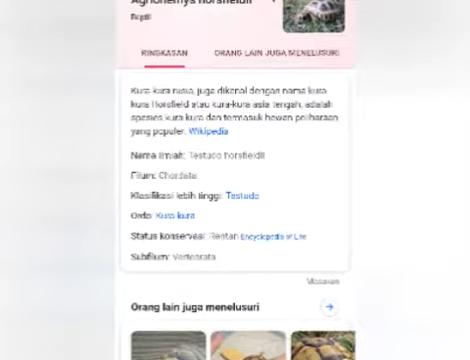 Agrionemys horsfieldii
Reptil
RINGKASAN ORANG LAIN JUGA MENELUSURI
Kura-kura rusia, juga dikenal dengan nama kura-
kura Horsfield atau kura-kura asia tengah, adalah
spesies kura-kura dan termasuk hewan peliharaan
yang populer. Wikipedia
Nama ilmiah: Testudo horsfieldii
Filum: Chordata
Klasifikasi lebih tinggi: Testudo
Ordo: Kura-kura
Status konservasi: Rentan Encyclopedia of Life
Subfilum: Vertebrata
Masukan
Orang lain juga menelusuri